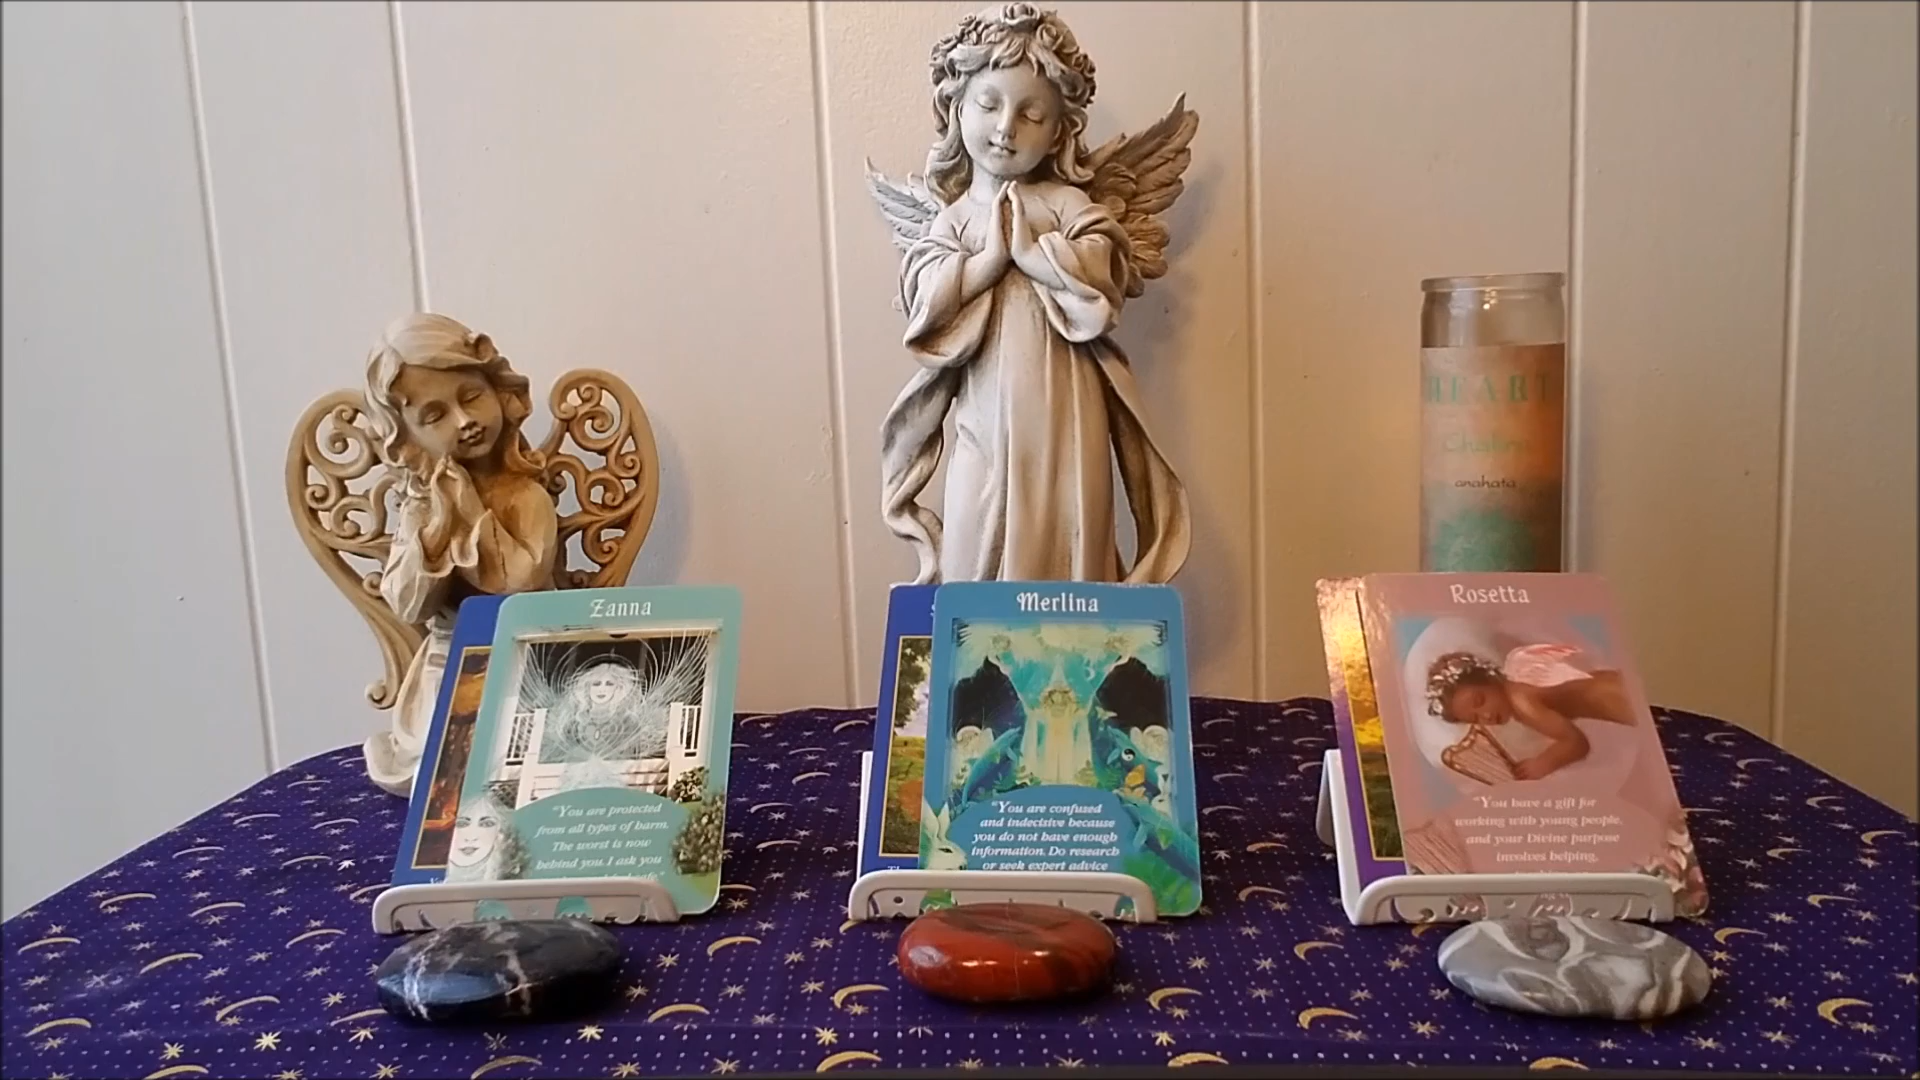 HEART
Chakra
anahata
Zanna
"You are protected
from all types of harm.
The worst is now
behind you. I ask you
Merlina
"You are confused
and indecisive because
you do not have enough
information. Do research
or seek expert advice
Rosetta
"You have a gift for
working with young people,
and your Divine purpose
involves helping,